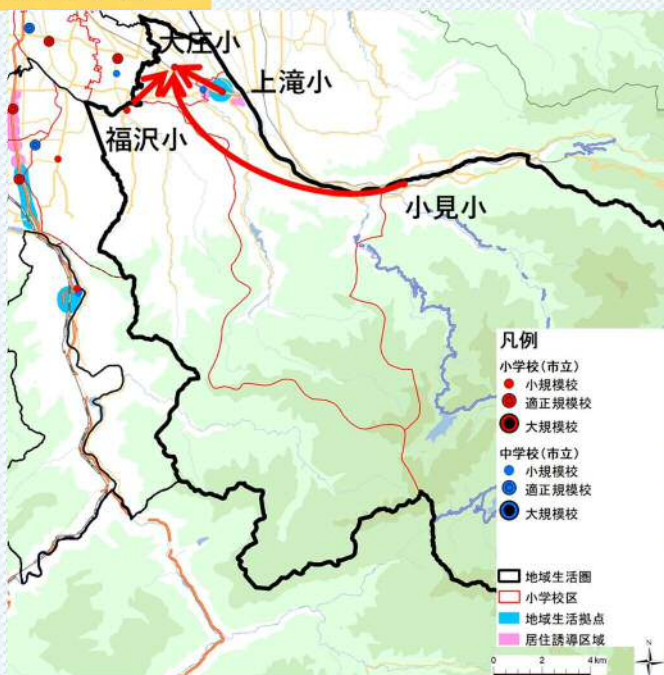 大庄小
上滝小
福沢小
小見小
凡例
小学校(市立)
小規模校
適正規模校
大規模校
中学校(市立)
小規模校
適正規模校
大規模校
地域生活圏
小学校区
地域生活拠点
居住誘導区域
0 2 4km
N